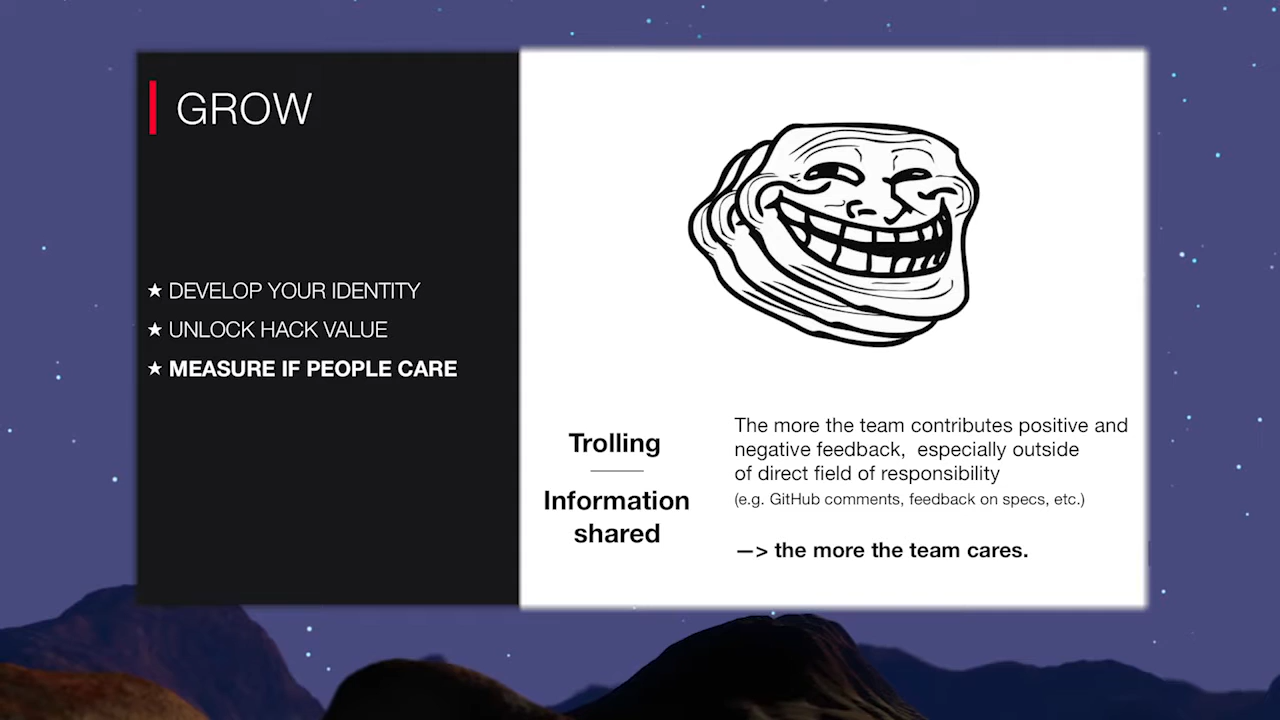 GROW
★ DEVELOP YOUR IDENTITY
★ UNLOCK HACK VALUE
★ MEASURE IF PEOPLE CARE
Trolling
Information
shared
The more the team contributes positive and
negative feedback,  especially outside
of direct field of responsibility
(e.g. GitHub comments, feedback on specs, etc.)
—> the more the team cares.